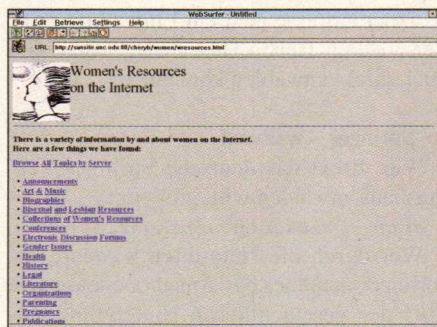 WebSurfer - Untitled
File Edit Retrieve Settings Help
URL http://sunsite.unc.edu:80/cherylb/women/wresources.html
Women's Resources
on the Internet
There is a variety of information by and about women on the Internet.
Here are a few things we have found:
Browse All Topics by Server
• Announcements
• Art & Music
• Biographies
• Bisexual and Lesbian Resources
• Collections of Women's Resources
• Conferences
• Electronic Discussion Forums
• Gender Issues
• Health
• History
• Legal
• Literature
• Organizations
• Parenting
• Pregnancy
• Publications